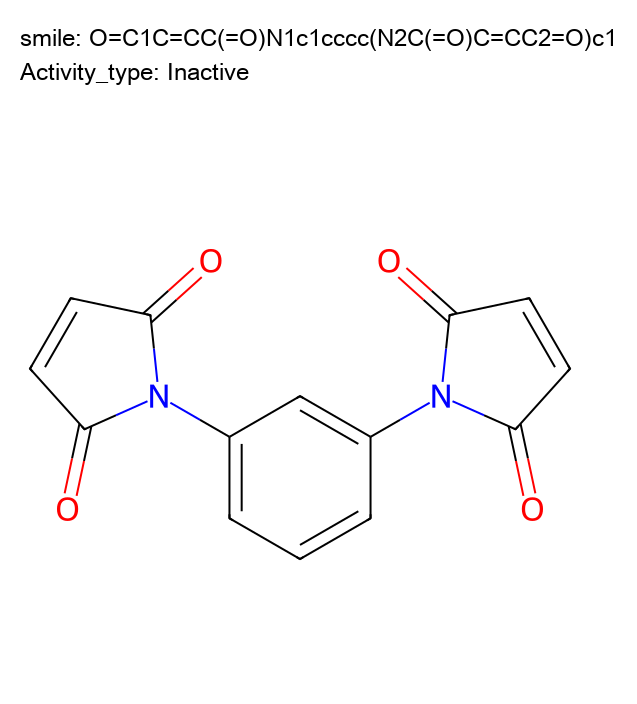 smile: O=C1C=CC(=O)N1c1cccc(N2C(=O)C=CC2=O)c1
Activity_type: Inactive
O O
N N
O O